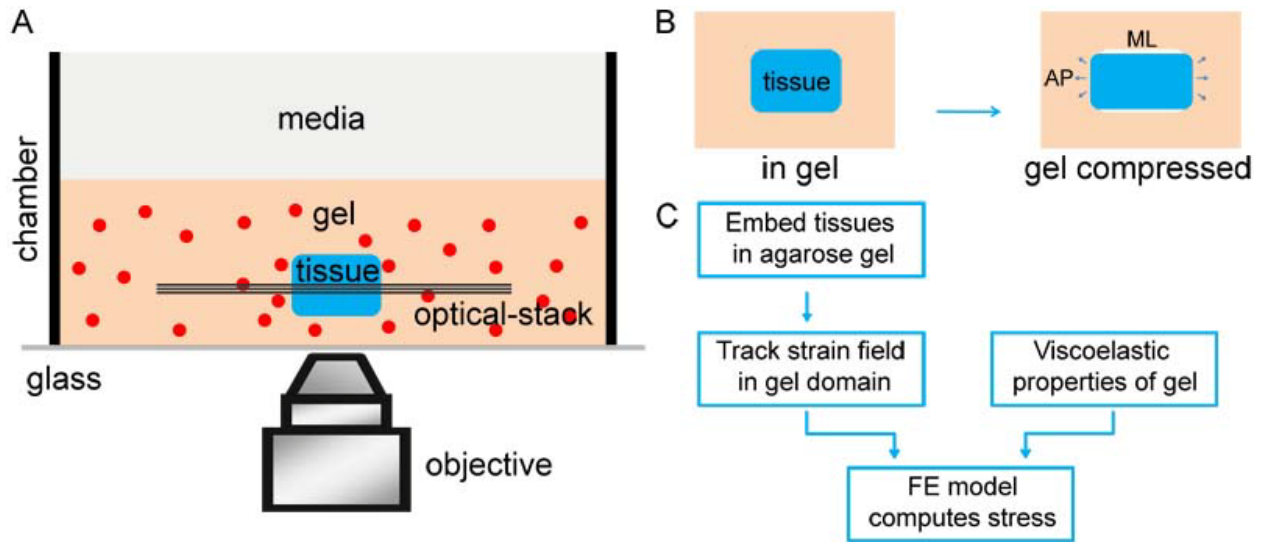 A
chamber
media
gel
tissue
optical-stack
glass
objective
B
tissue
in gel
ML
AP
gel compressed
C
Embed tissues
in agarose gel
Track strain field
in gel domain
Viscoelastic
properties of gel
FE model
computes stress